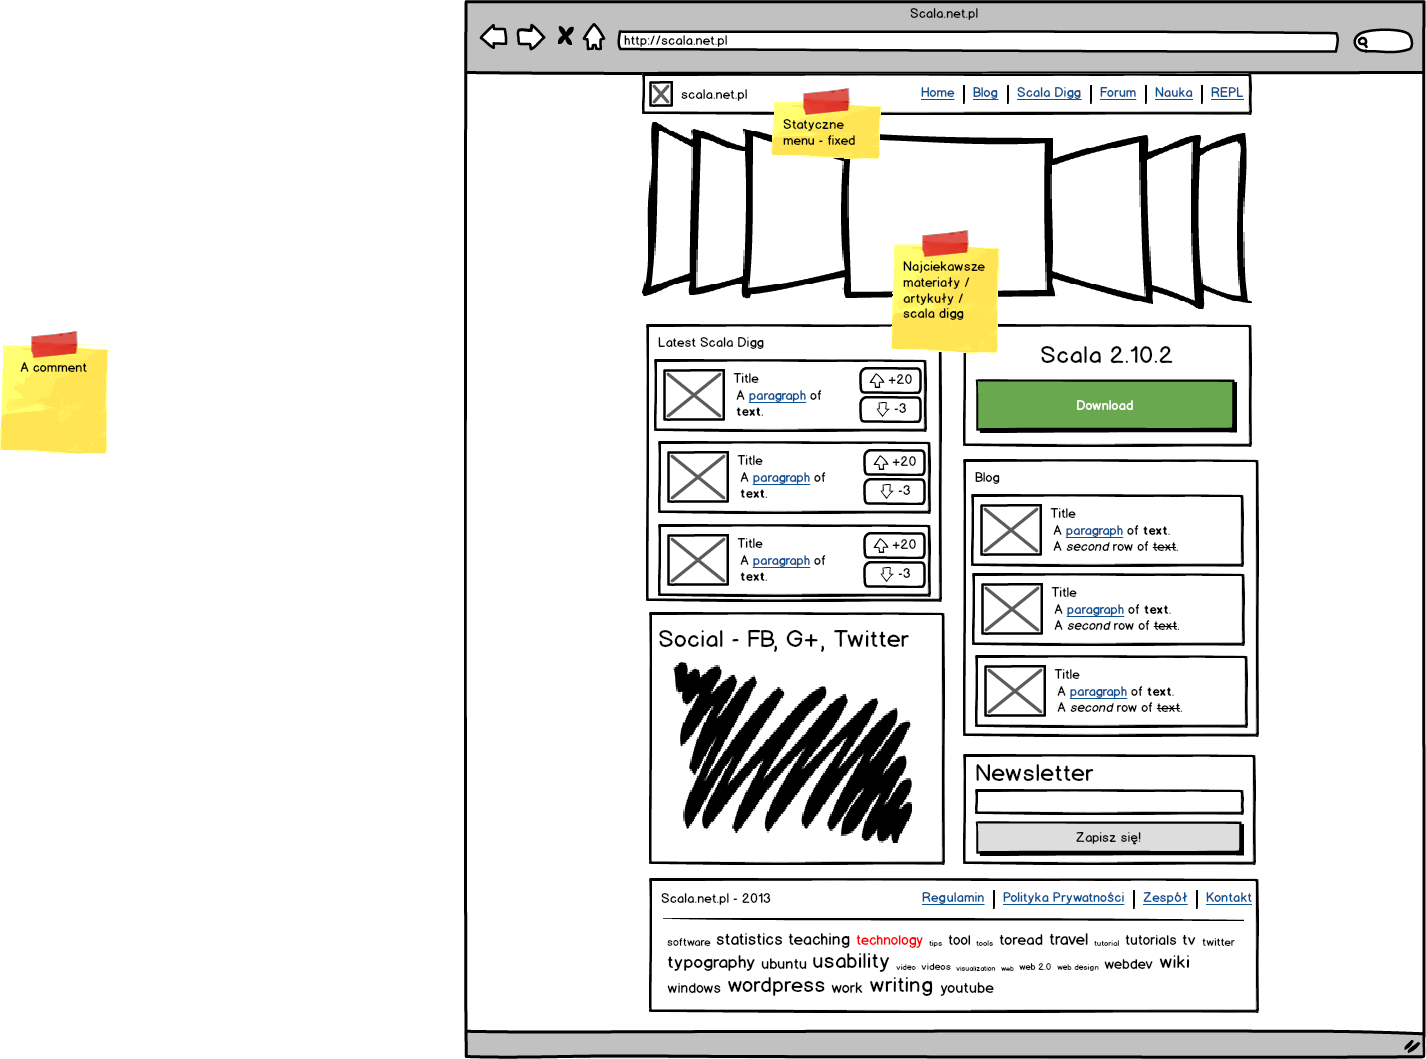 Scala.net.pl
http://scala.net.pl
scala.net.pl
Home
Blog
Scala Digg
Forum
Nauka
REPL
Statyczne
menu - fixed
Najciekawsze
materiały /
artykuły /
scala digg
A comment
Latest Scala Digg
Title
A paragraph of
text.
+20
-3
Title
A paragraph of
text.
+20
-3
Title
A paragraph of
text.
+20
-3
Social - FB, G+, Twitter
Scala 2.10.2
Download
Blog
Title
A paragraph of text.
A second row of text.
Title
A paragraph of text.
A second row of text.
Title
A paragraph of text.
A second row of text.
Newsletter
Zapisz się!
Scala.net.pl - 2013
Regulamin
Polityka Prywatności
Zespół
Kontakt
software statistics teaching technology tips tool tools toread travel tutorial tutorials tv twitter
typography ubuntu usability video videos visualization web web 2.0 web design webdev wiki
windows wordpress work writing youtube